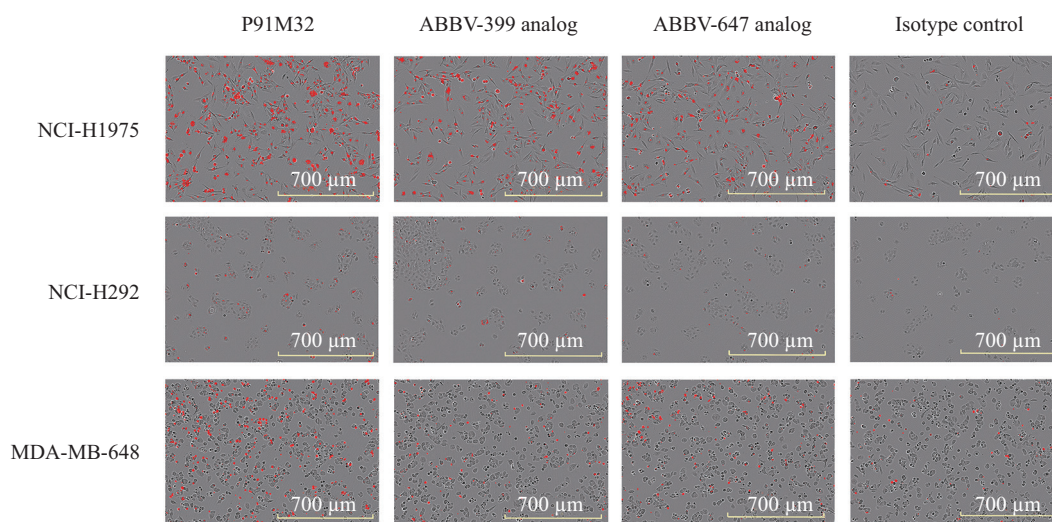 P91M32 ABBV-399 analog ABBV-647 analog Isotype control
NCI-H1975
700 µm 700 µm 700 µm 700 µm
NCI-H292
700 µm 700 µm 700 µm 700 µm
MDA-MB-648
700 µm 700 µm 700 µm 700 µm